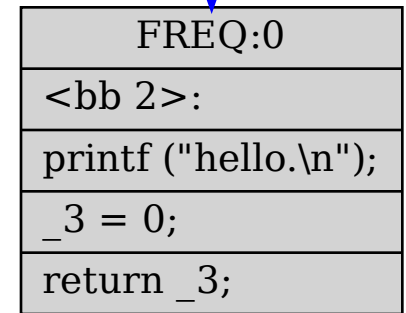 FREQ:0
<bb 2>:
printf ("hello.\n");
_3 = 0;
return _3;